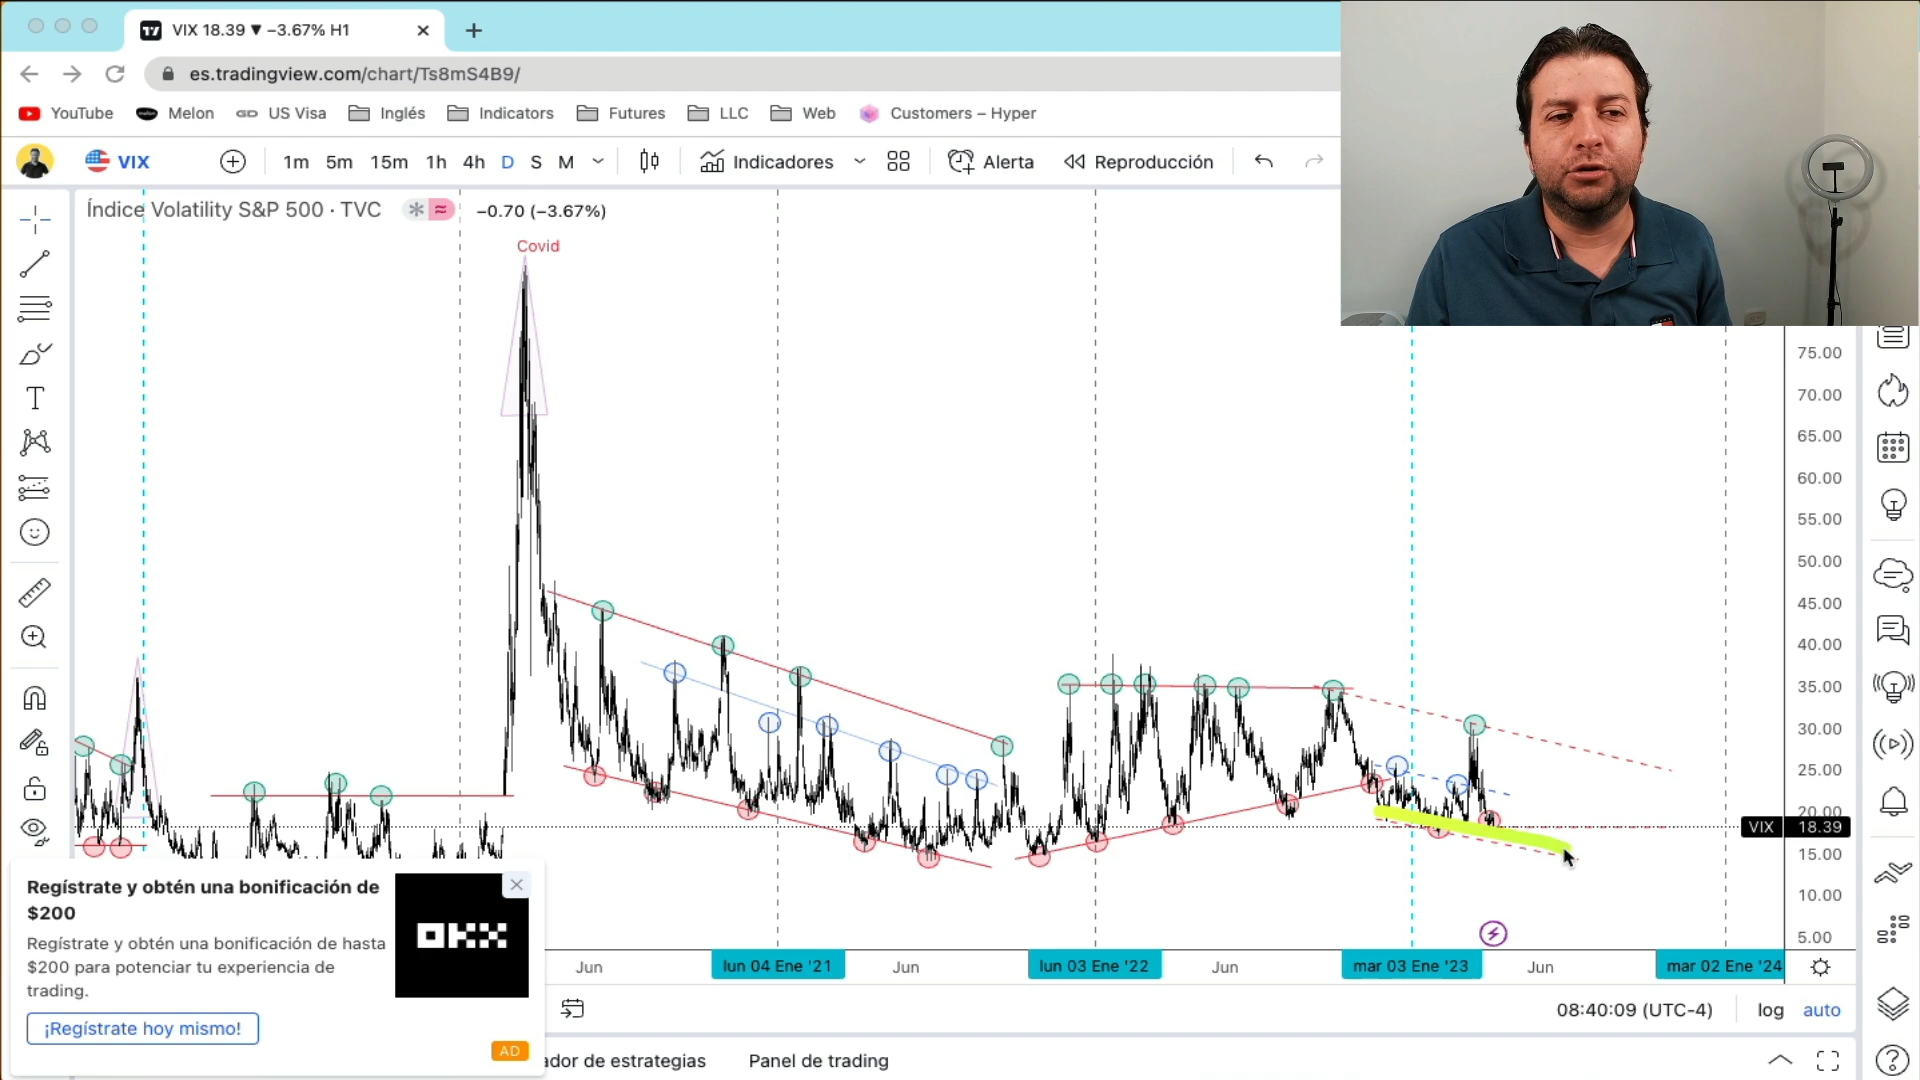 VIX 18.39 ▼ −3.67% H1
es.tradingview.com/chart/Ts8mS4B9/
YouTube Melon US Visa Inglés Indicators Futures LLC Web Customers – Hyper
VIX 1m 5m 15m 1h 4h D S M Indicadores Alerta Reproducción
Índice Volatility S&P 500 · TVC −0.70 (−3.67%)
Covid
75.00
70.00
65.00
60.00
55.00
50.00
45.00
40.00
35.00
30.00
25.00
20.00
VIX 18.39
15.00
10.00
5.00
Regístrate y obtén una bonificación de
$200
Regístrate y obtén una bonificación de hasta
$200 para potenciar tu experiencia de
trading.
¡Regístrate hoy mismo!
OKX
AD
Jun lun 04 Ene '21 Jun lun 03 Ene '22 Jun mar 03 Ene '23 Jun mar 02 Ene '24
08:40:09 (UTC-4) log auto
ador de estrategias Panel de trading